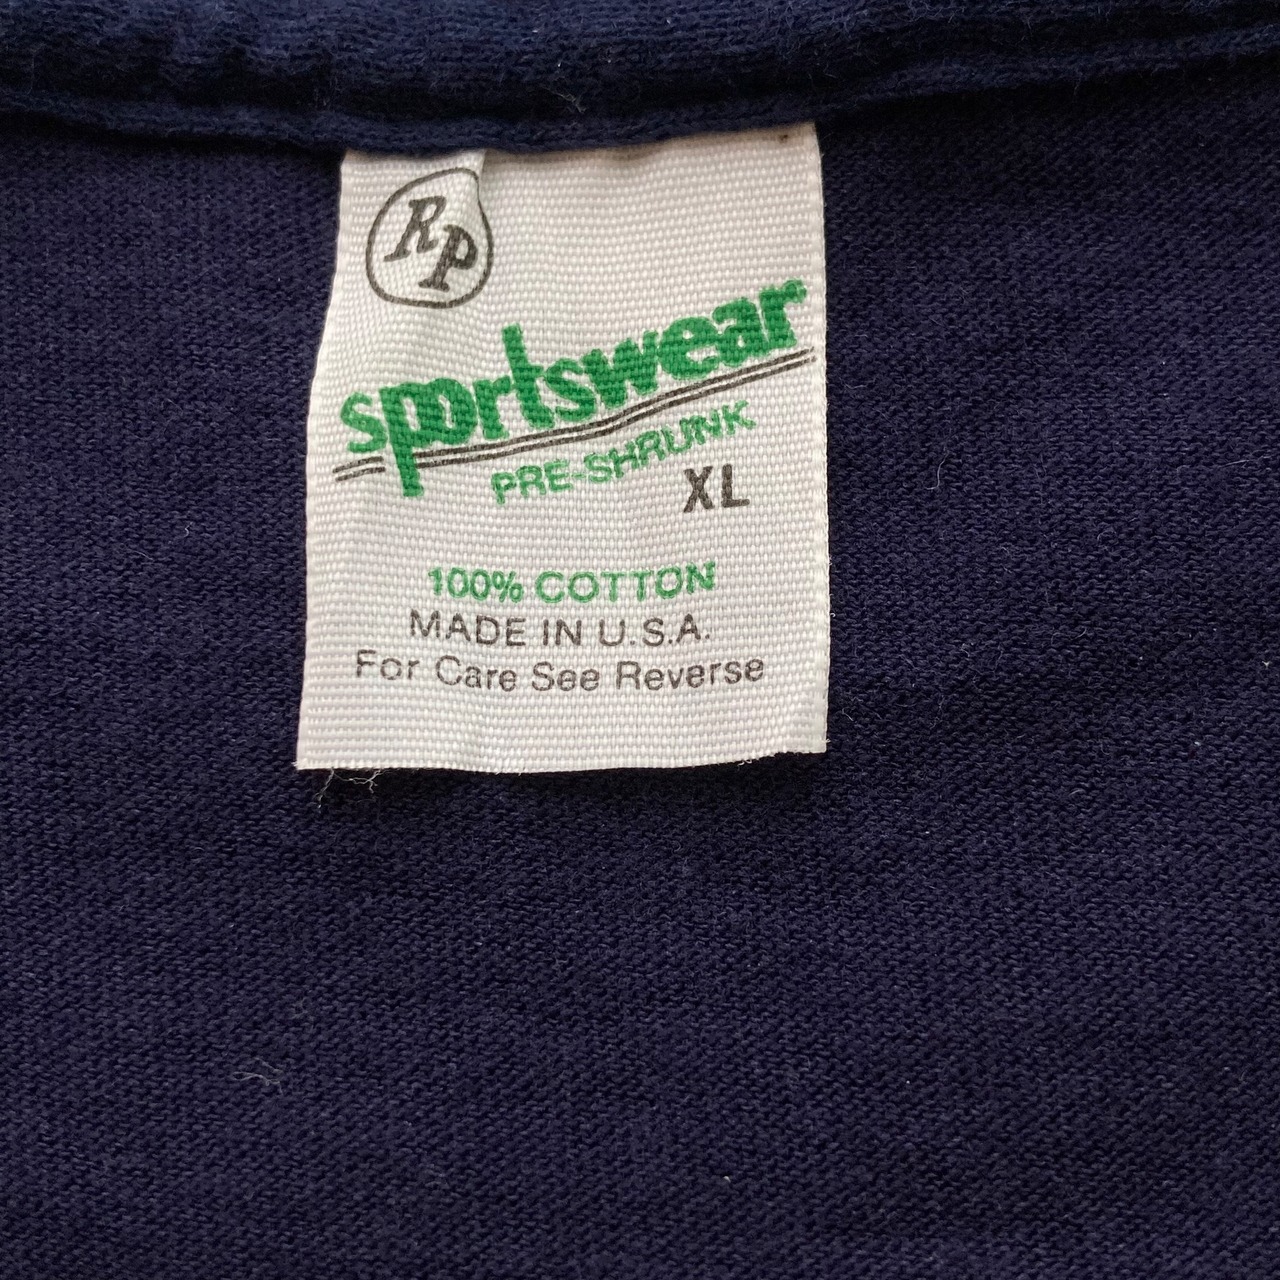 RP
sportswear
PRE-SHRUNK
XL
100% COTTON
MADE IN U.S.A.
For Care See Reverse